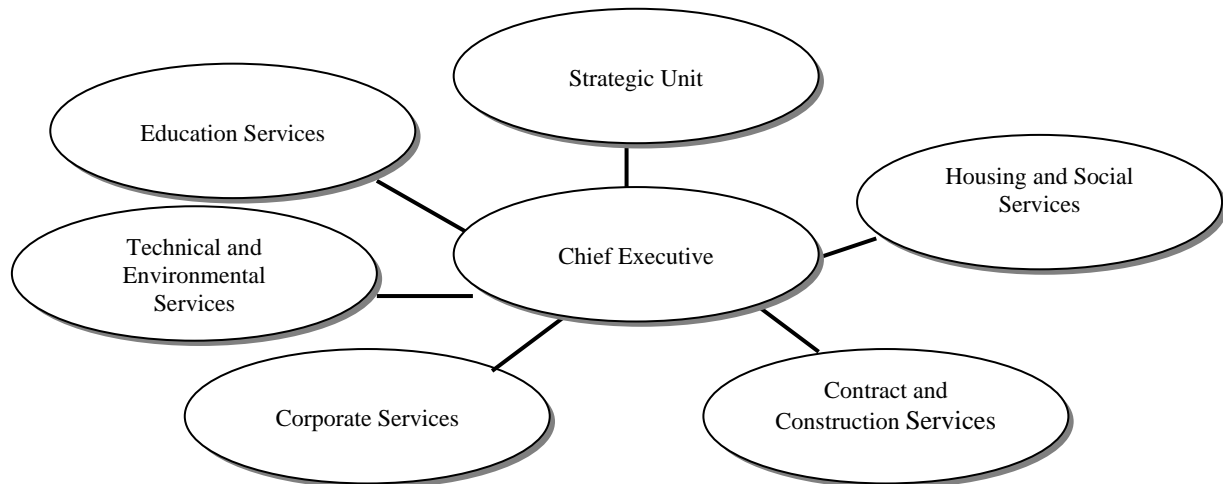 Strategic Unit
Education Services
Housing and Social
Services
Technical and
Environmental
Services
Chief Executive
Corporate Services
Contract and
Construction Services